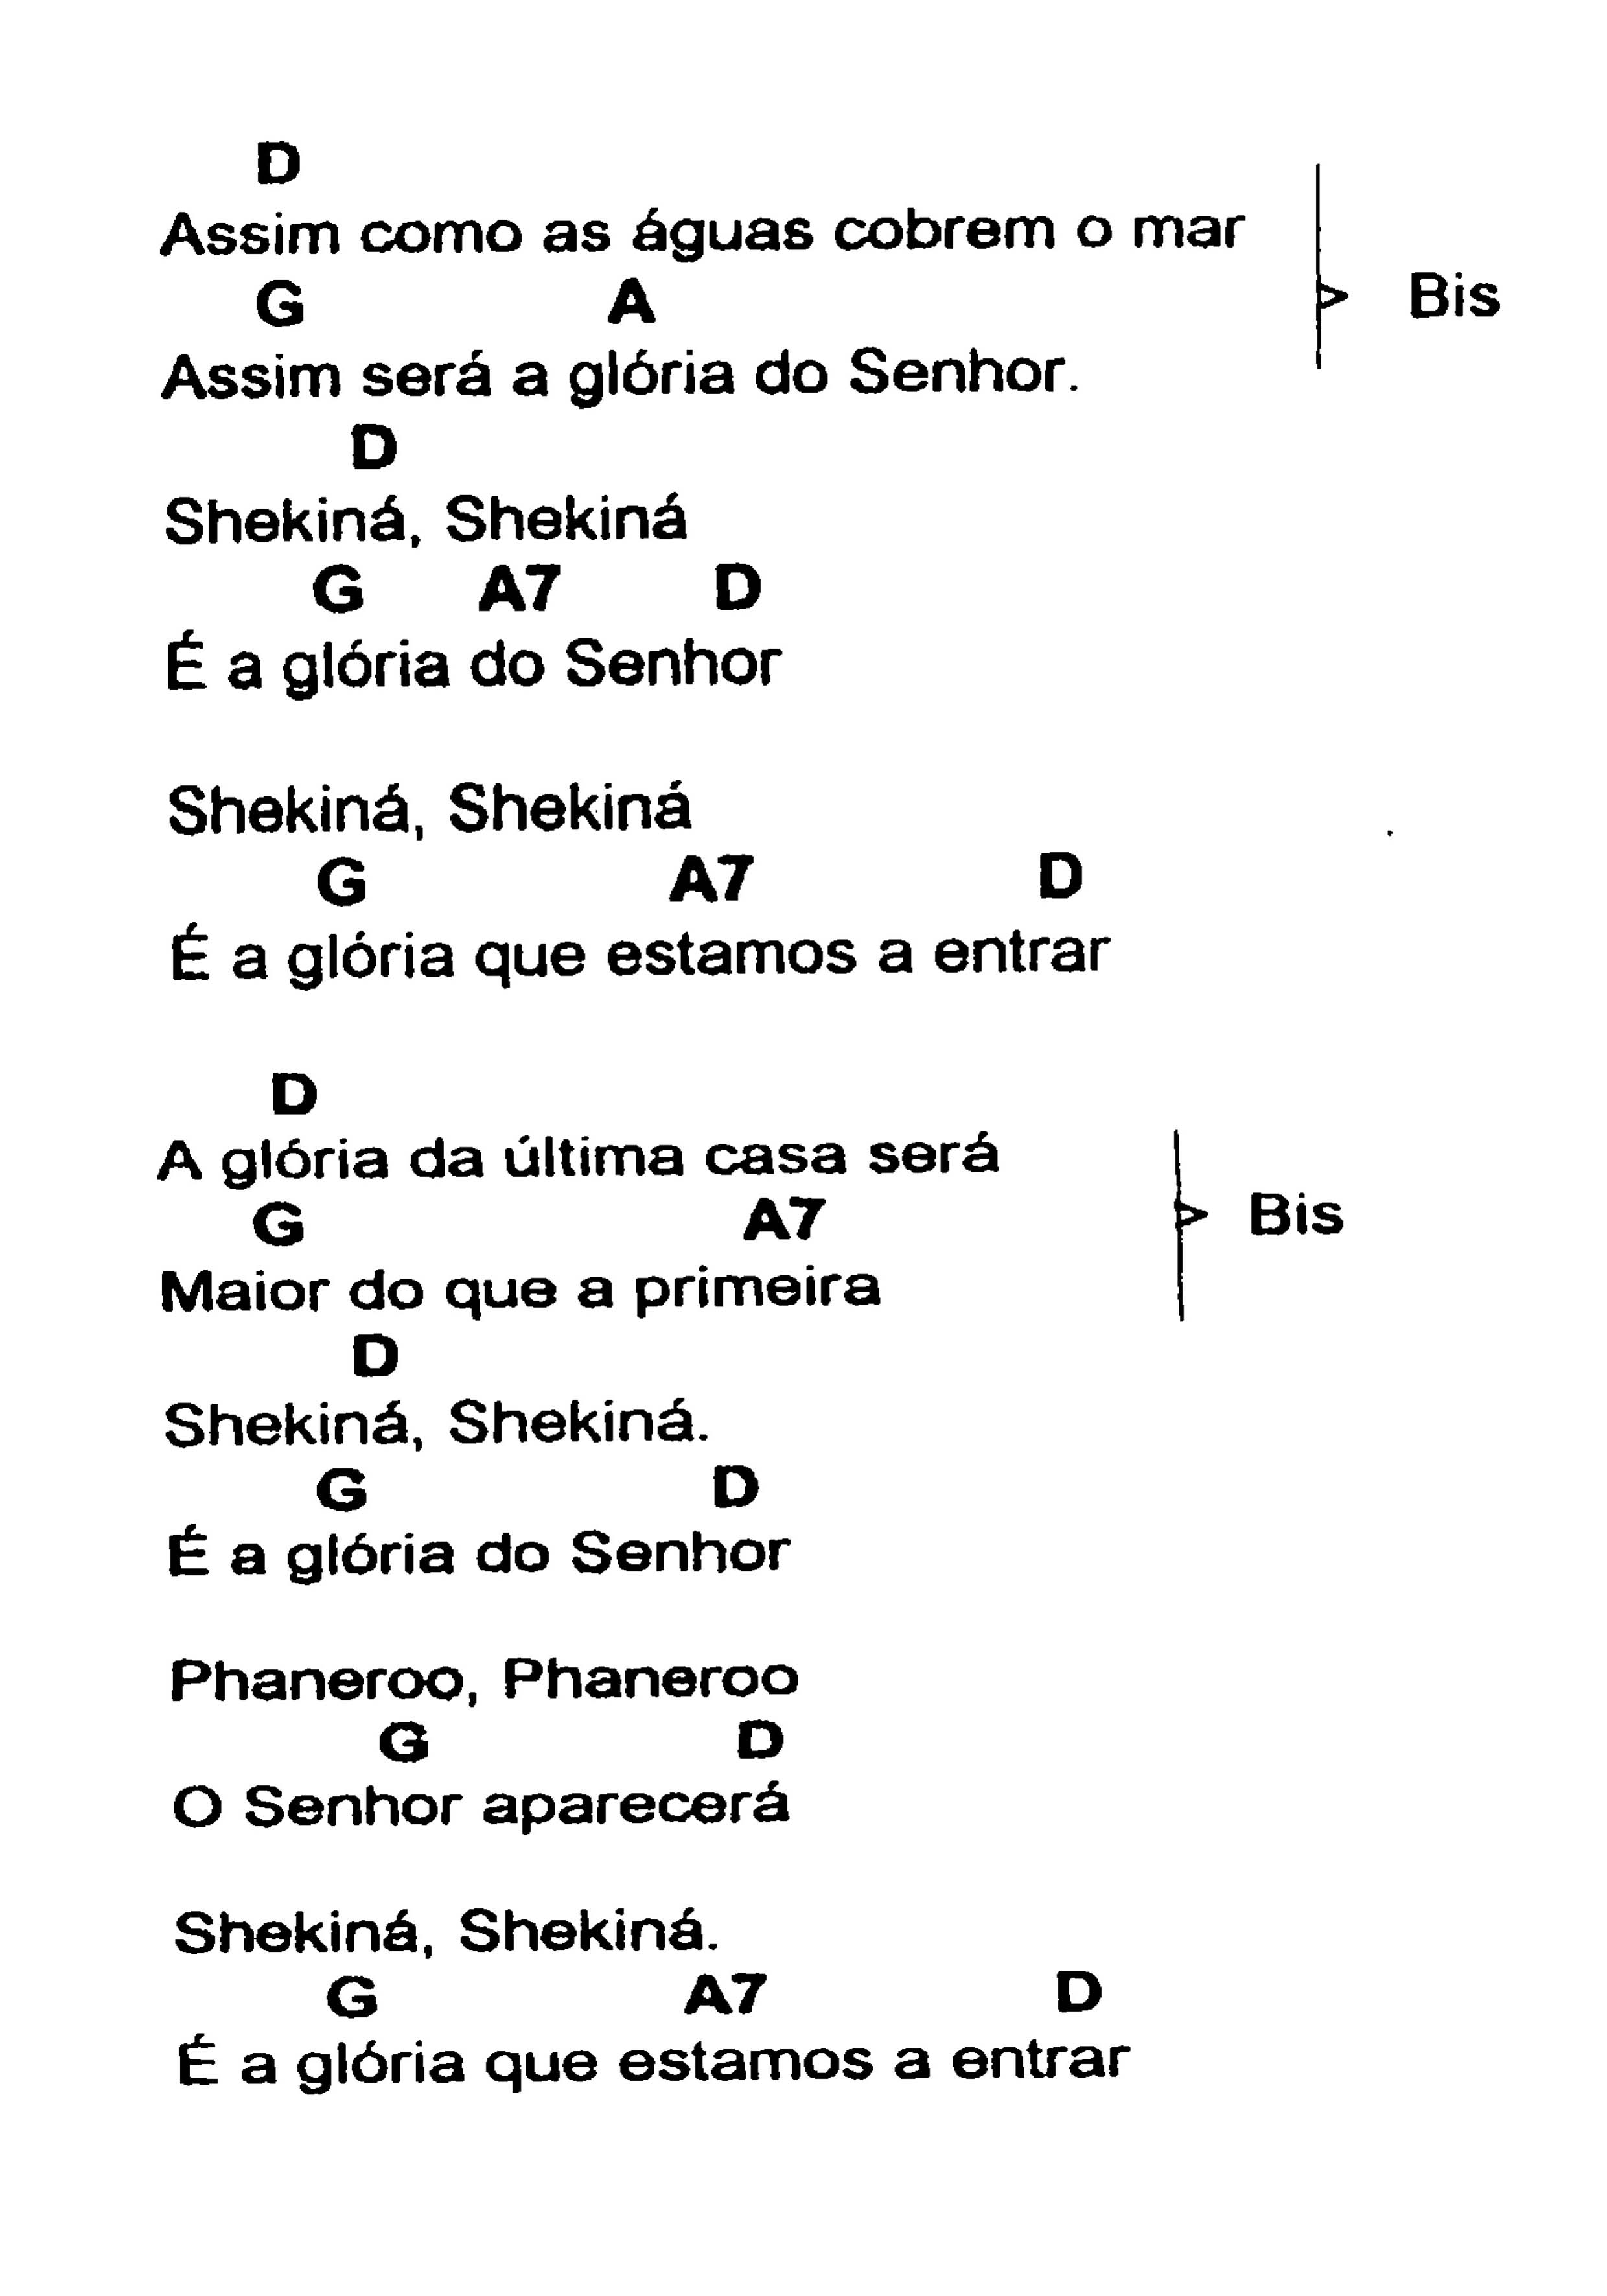 D
Assim como as águas cobrem o mar
G A
Bis
Assim será a glória do Senhor.
D
Shekiná, Shekiná
G A7 D
É a glória do Senhor
Shekiná, Shekiná
G A7 D
É a glória que estamos a entrar
D
A glória da última casa será
G A7
Bis
Maior do que a primeira
D
Shekiná, Shekiná.
G D
É a glória do Senhor
Phaneroo, Phaneroo
G D
O Senhor aparecerá
Shekiná, Shekiná.
G A7 D
É a glória que estamos a entrar